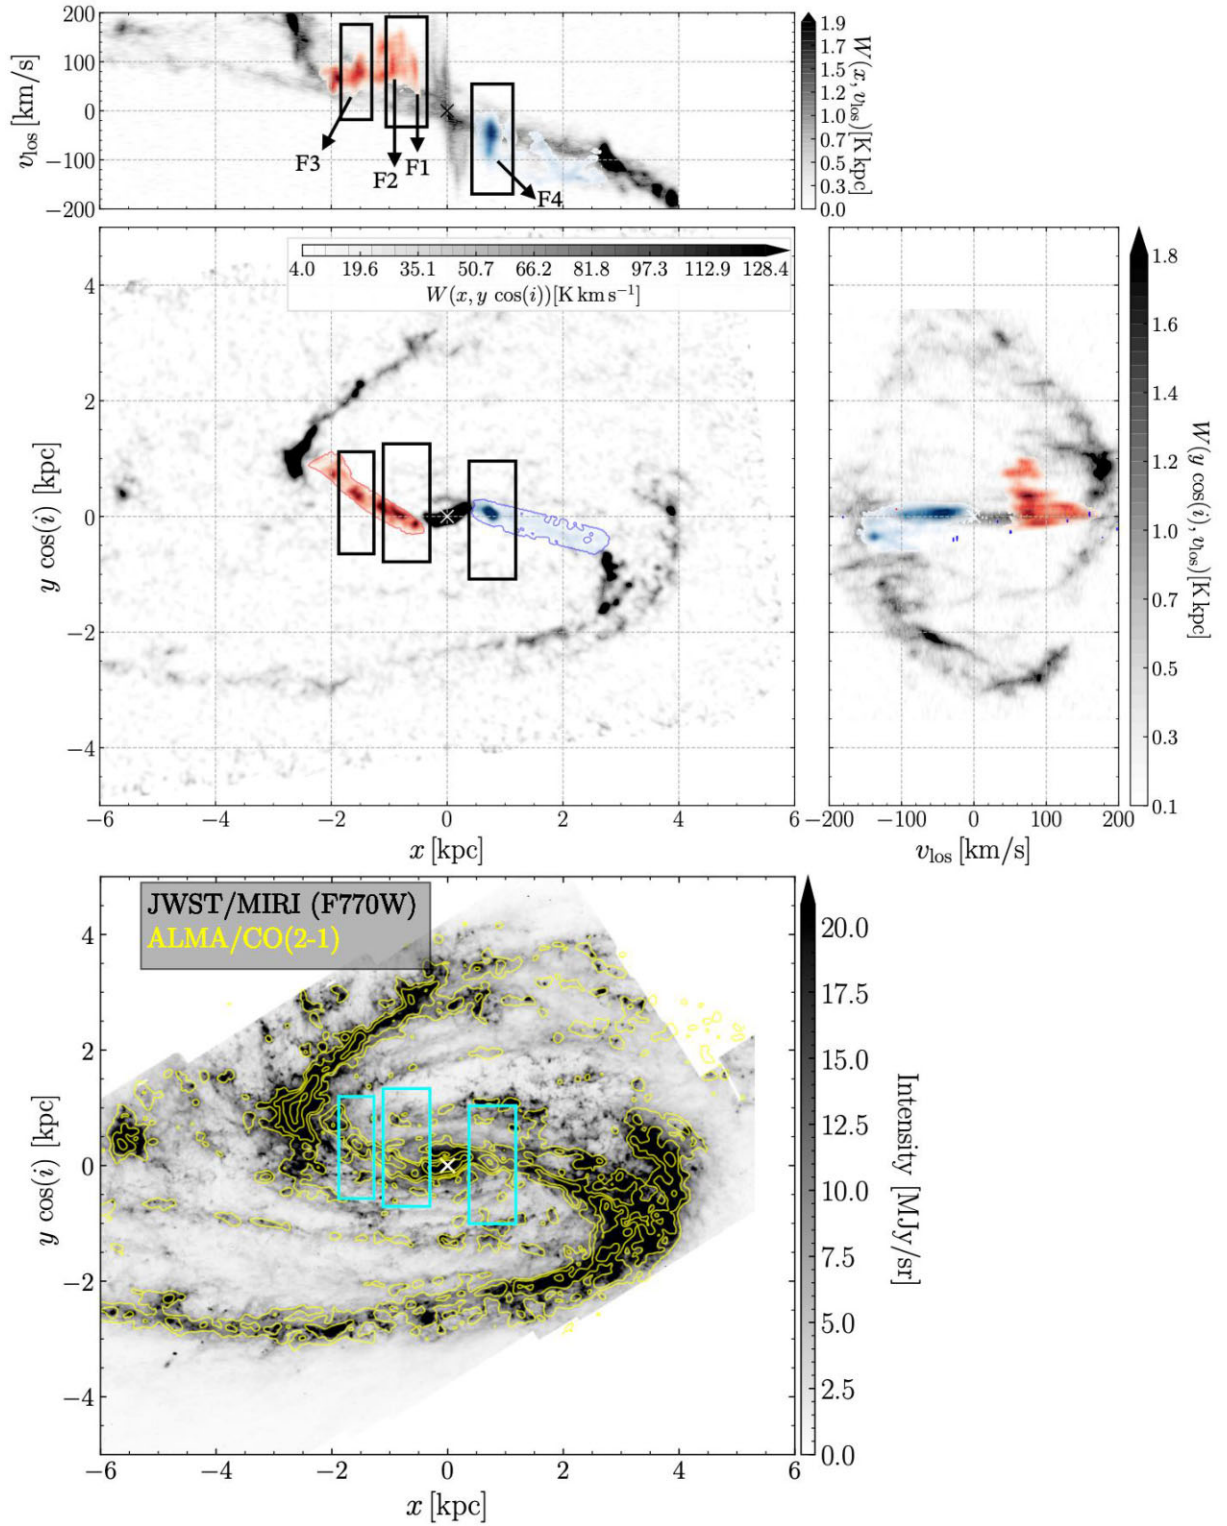 200
100
0
−100
−200
v_los [km/s]
F3
F2
F1
F4
1.9
1.7
1.5
1.2
1.0
0.7
0.5
0.3
0.0
W(x, v_los)[K kpc]
4.0 19.6 35.1 50.7 66.2 81.8 97.3 112.9 128.4
W(x, y cos(i))[K km s⁻¹]
4
2
0
−2
−4
y cos(i) [kpc]
−6 −4 −2 0 2 4 6
x [kpc]
−200 −100 0 100 200
v_los [km/s]
1.8
1.6
1.4
1.2
1.0
0.7
0.5
0.3
0.1
W(y cos(i), v_los)[K kpc]
JWST/MIRI (F770W)
ALMA/CO(2-1)
4
2
0
−2
−4
y cos(i) [kpc]
−6 −4 −2 0 2 4 6
x [kpc]
20.0
17.5
15.0
12.5
10.0
7.5
5.0
2.5
0.0
Intensity [MJy/sr]